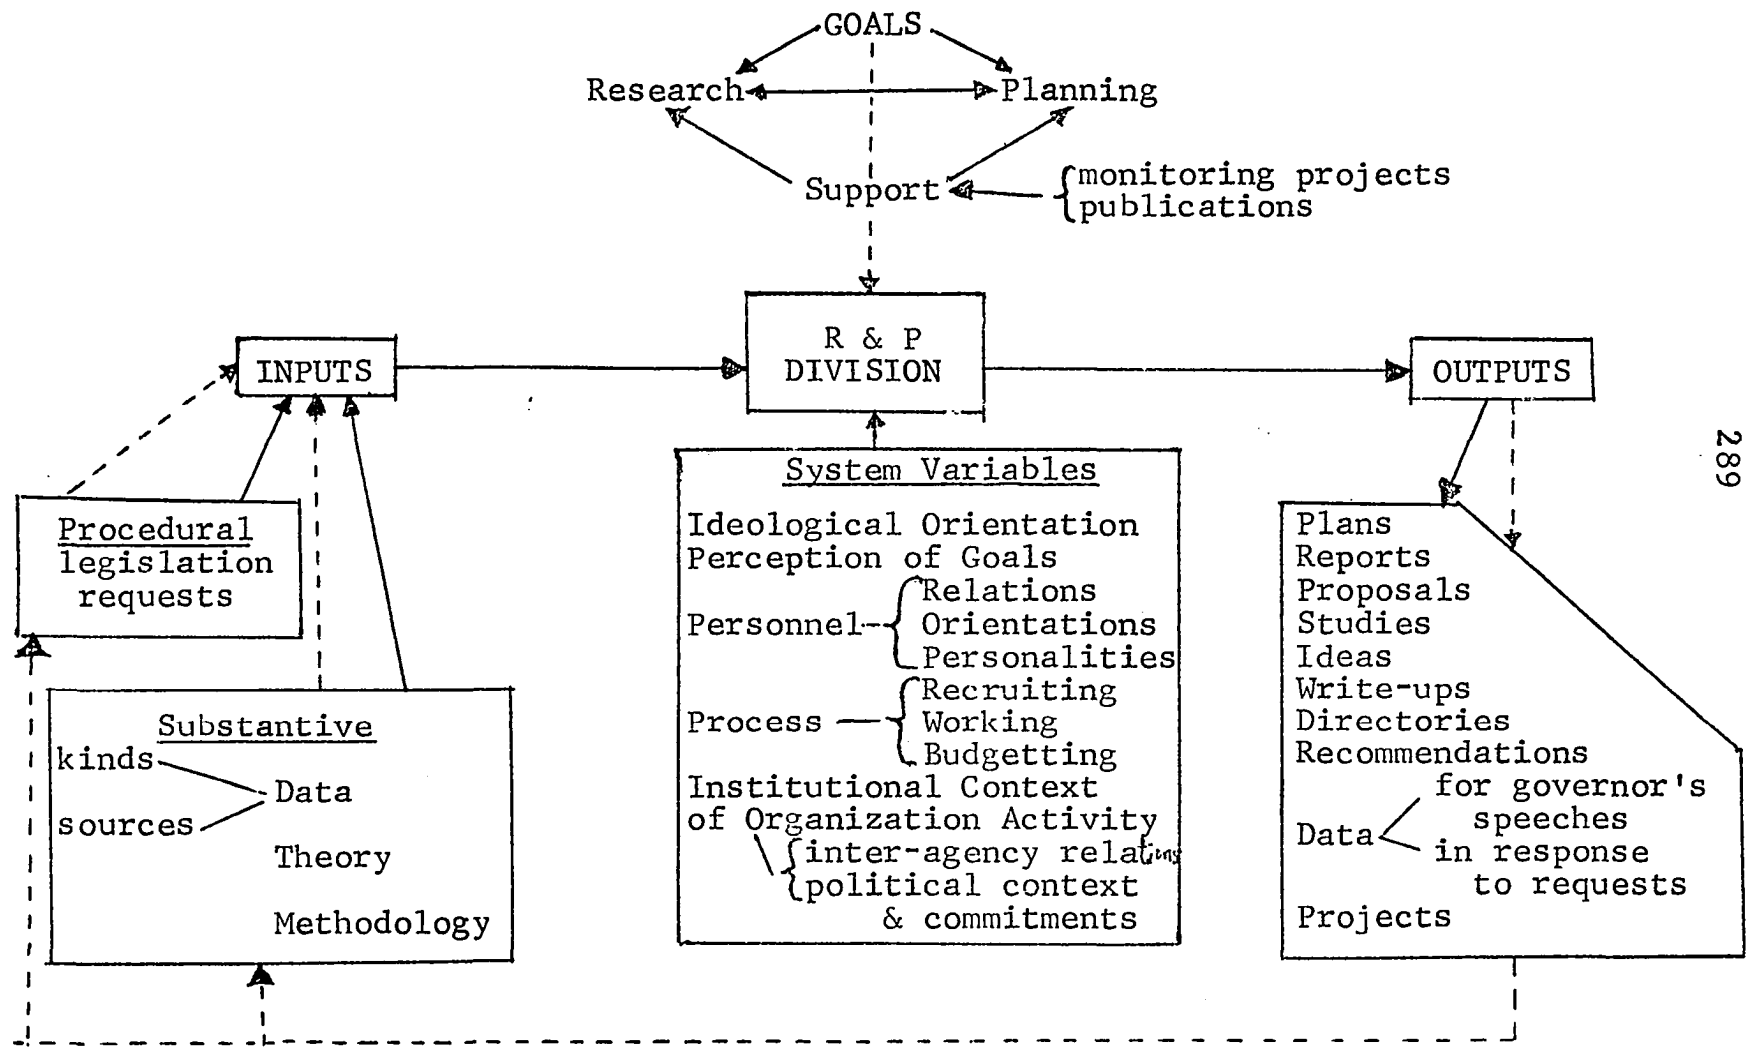 GOALS
Research
Planning
Support
monitoring projects
publications
R & P
DIVISION
INPUTS
OUTPUTS
289
Procedural
legislation
requests
Substantive
kinds
Data
sources
Theory
Methodology
System Variables
Ideological Orientation
Perception of Goals
Relations
Personnel
Orientations
Personalities
Recruiting
Process
Working
Budgetting
Institutional Context
of Organization Activity
inter-agency relations
political context
& commitments
Plans
Reports
Proposals
Studies
Ideas
Write-ups
Directories
Recommendations
for governor's
speeches
Data
in response
to requests
Projects